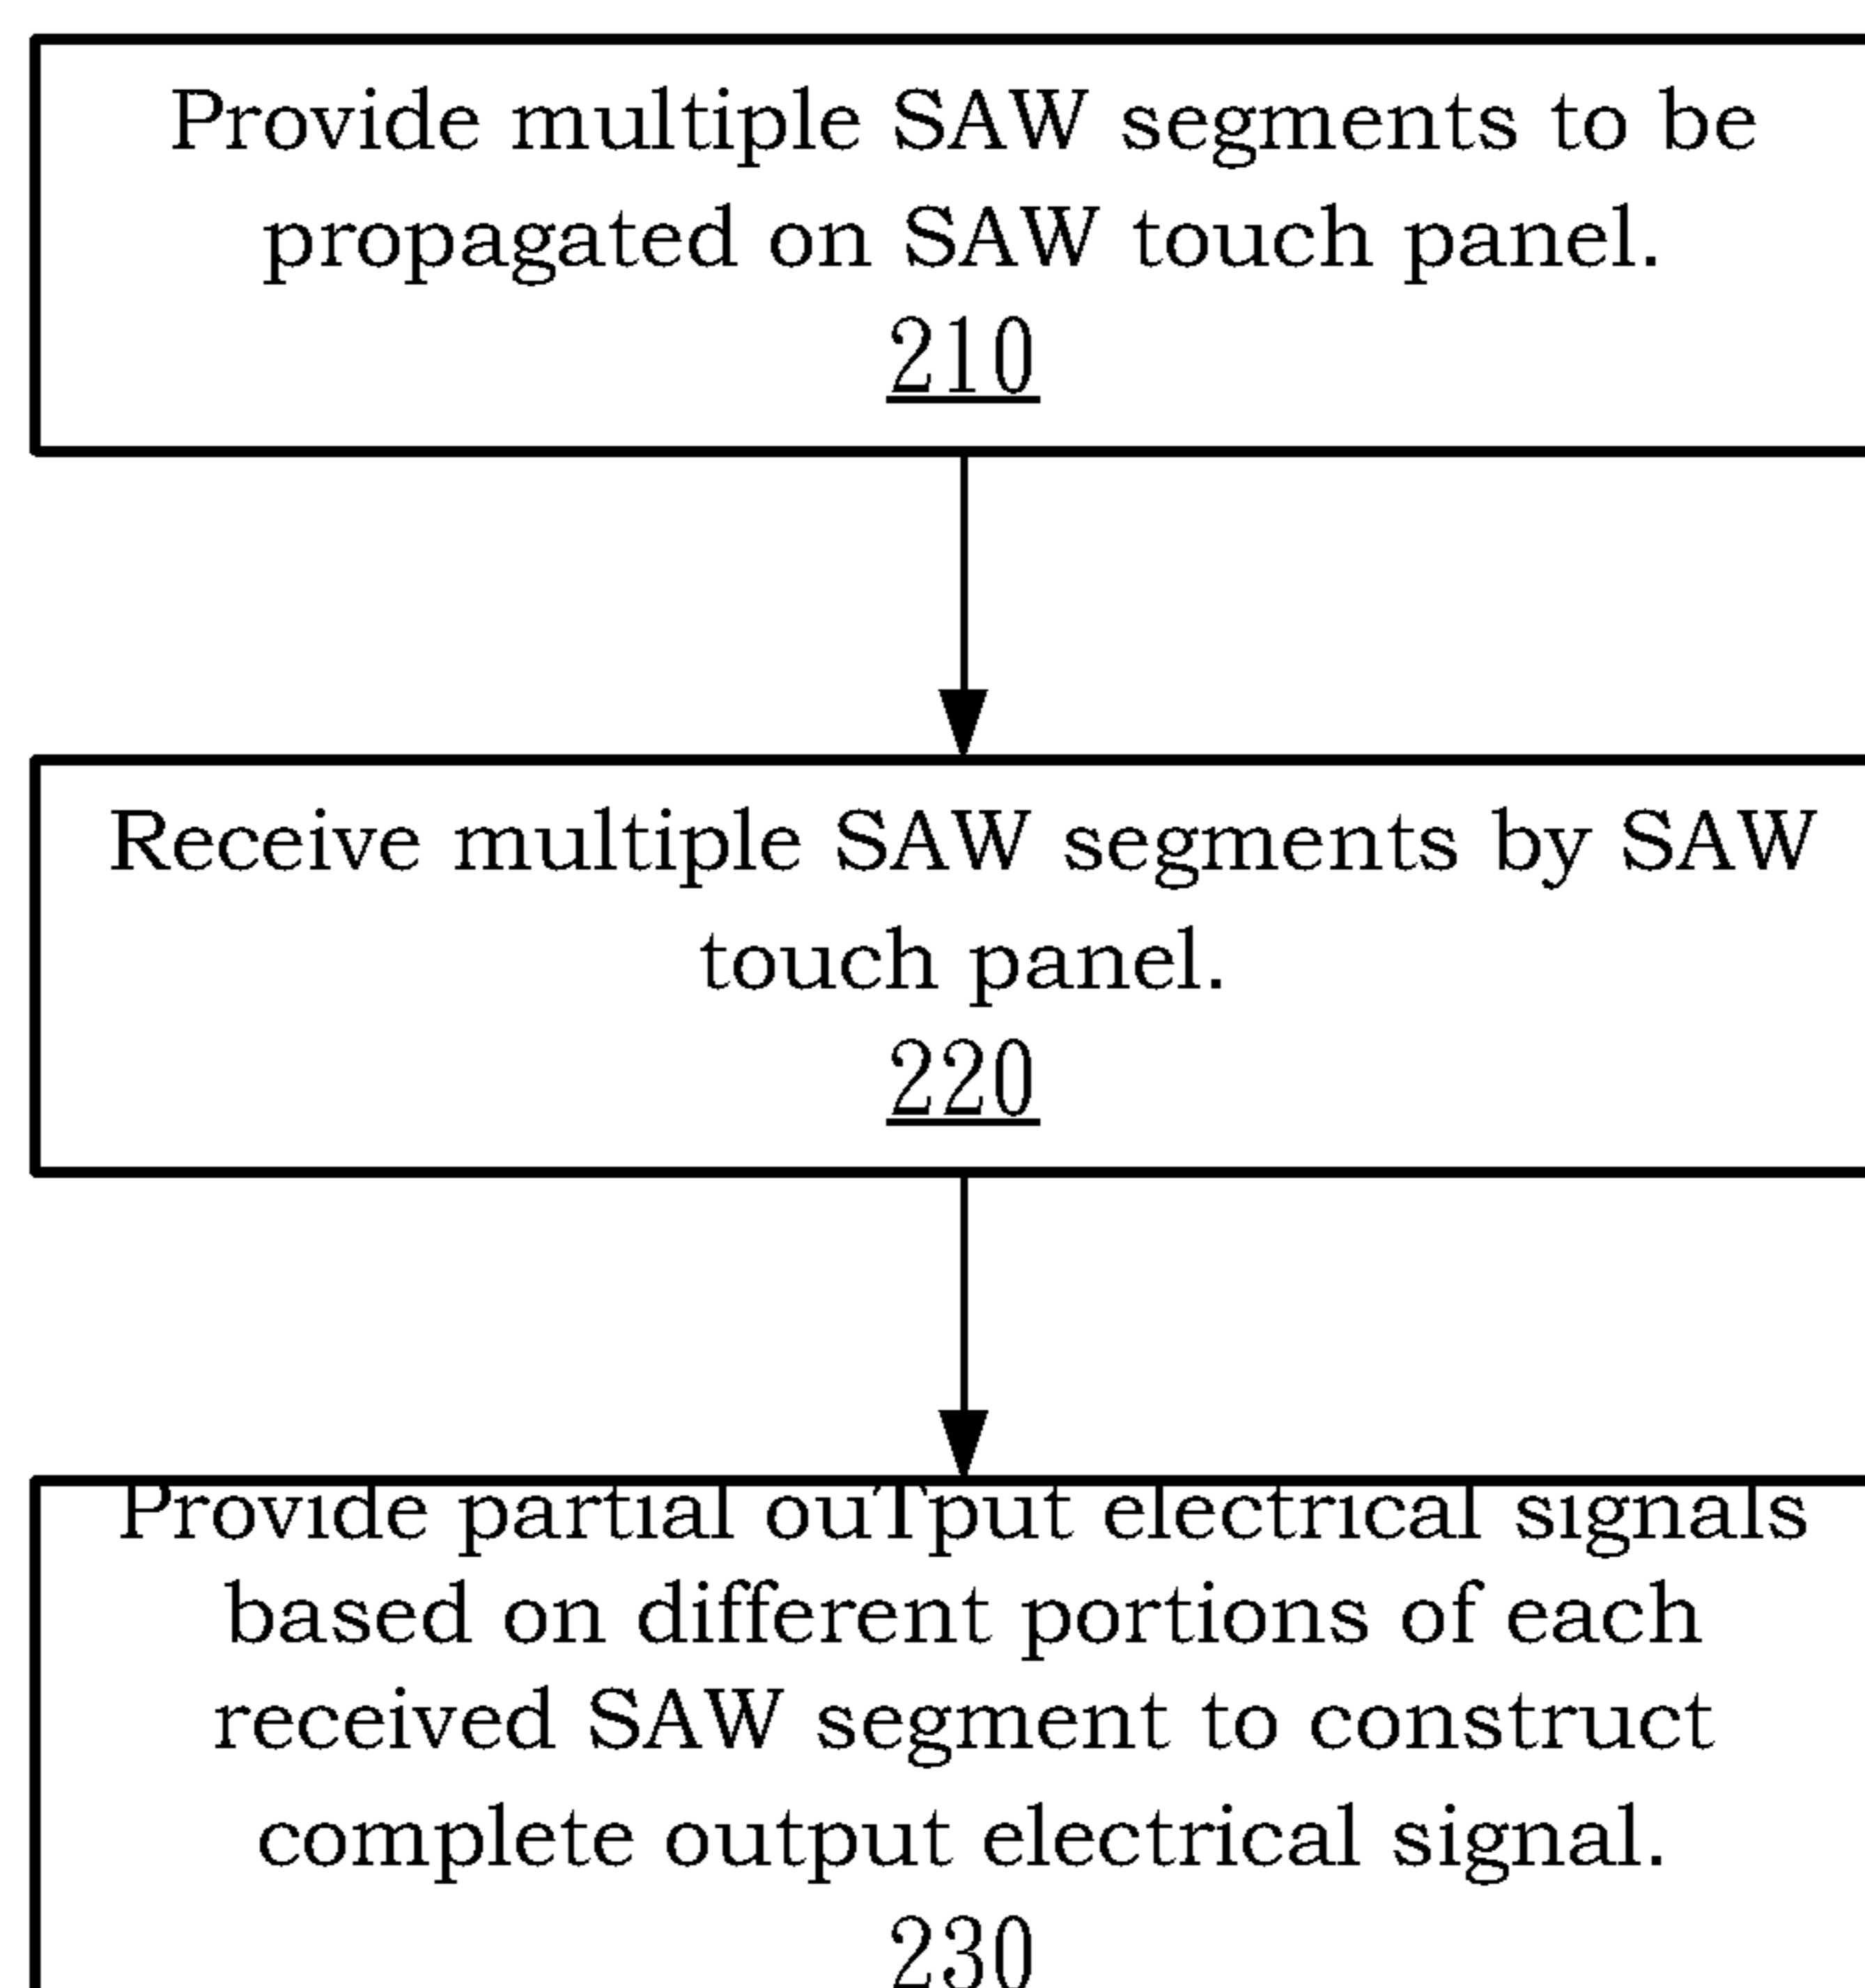 Provide multiple SAW segments to be
propagated on SAW touch panel.
210
Receive multiple SAW segments by SAW
touch panel.
220
Provide partial ouTput electrical signals
based on different portions of each
received SAW segment to construct
complete output electrical signal.
230